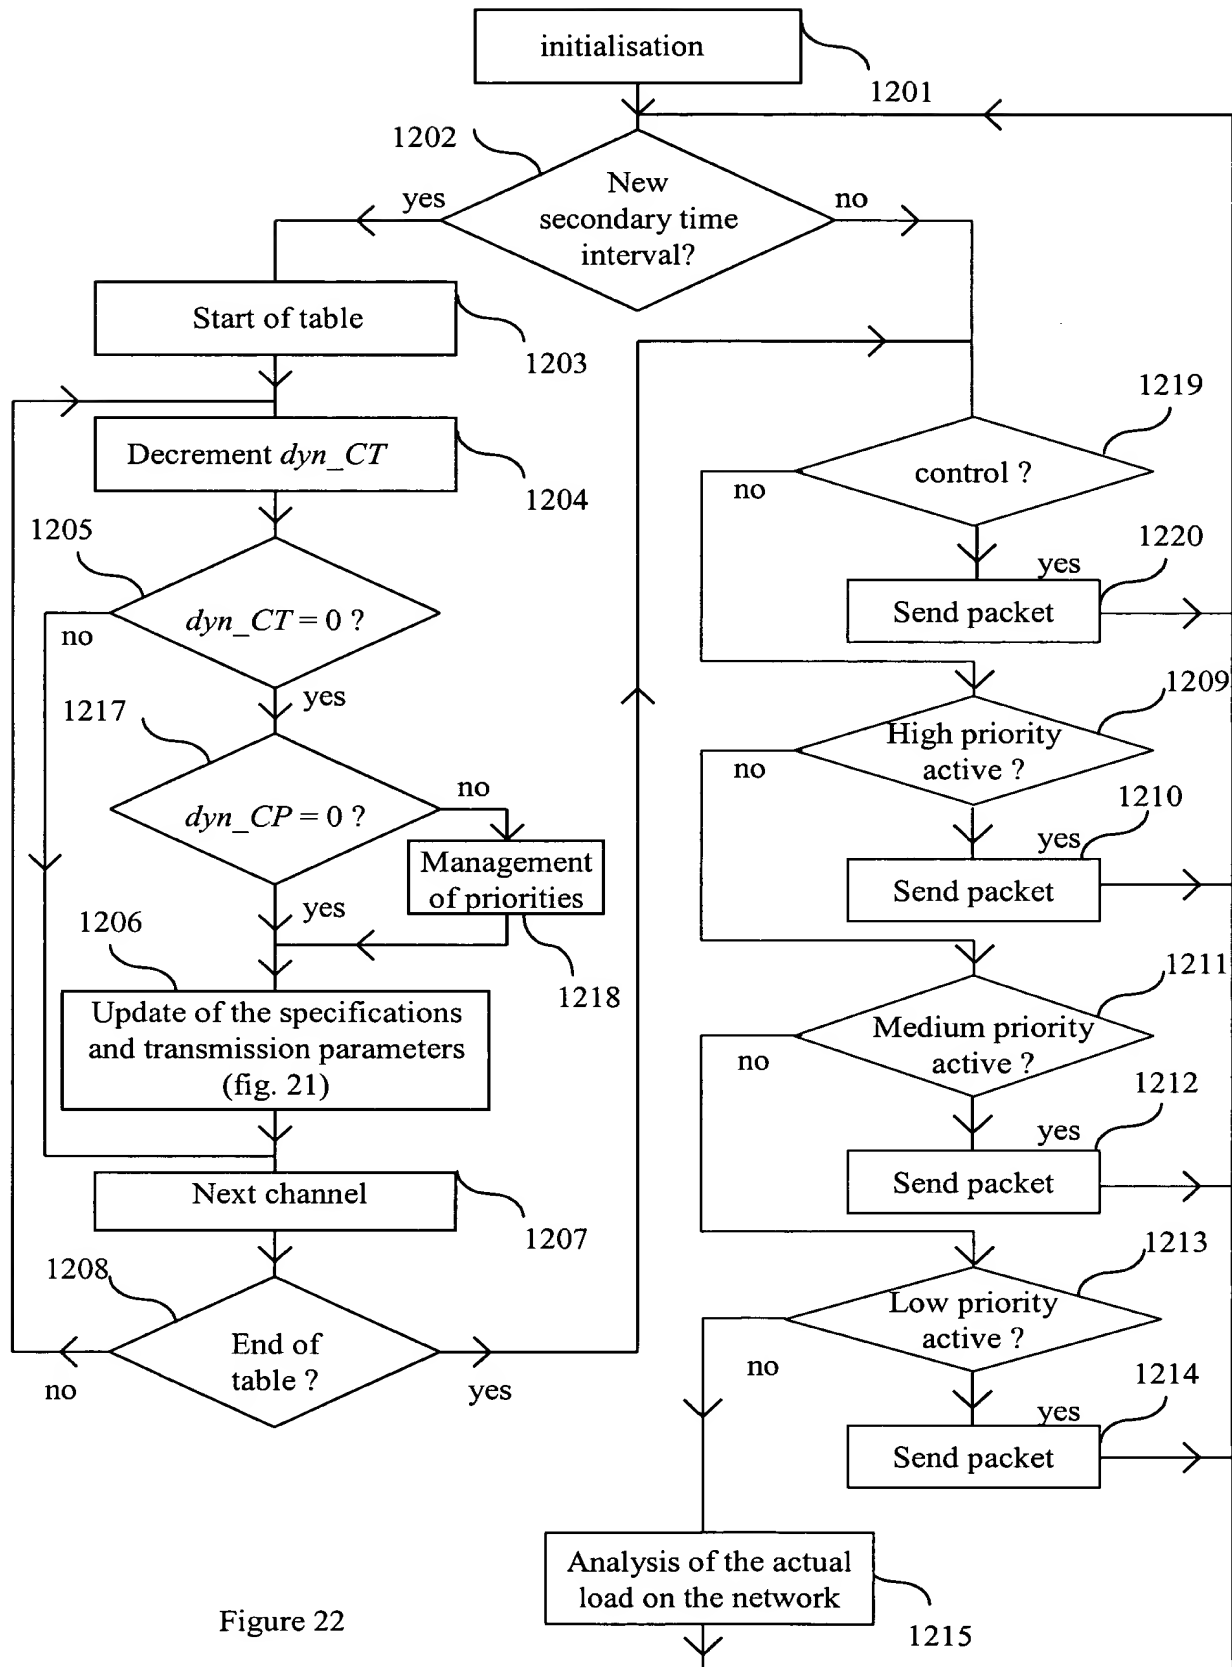 initialisation
1201
1202
New
secondary time
interval?
yes
no
Start of table
1203
Decrement dyn_CT
1204
1205
dyn_CT = 0 ?
no
yes
1217
dyn_CP = 0 ?
no
yes
Management
of priorities
1218
1206
Update of the specifications
and transmission parameters
(fig. 21)
Next channel
1207
1208
End of
table ?
no
yes
1219
control ?
no
yes
1220
Send packet
1209
High priority
active ?
no
yes
1210
Send packet
1211
Medium priority
active ?
no
yes
1212
Send packet
1213
Low priority
active ?
no
yes
1214
Send packet
Analysis of the actual
load on the network
1215
Figure 22